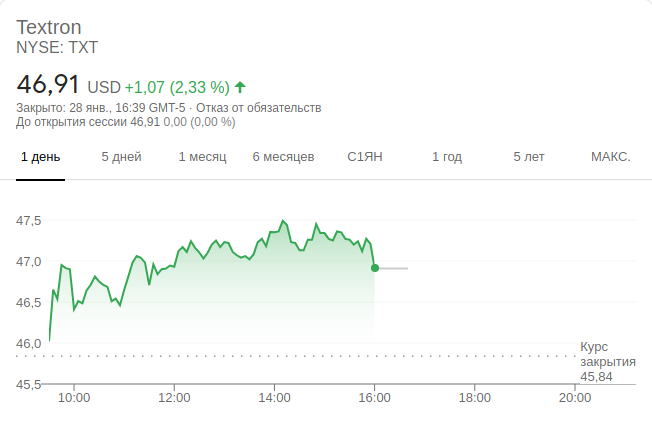 Textron
NYSE: TXT
46,91 USD +1,07 (2,33 %)
Закрыто: 28 янв., 16:39 GMT-5 · Отказ от обязательств
До открытия сессии 46,91 0,00 (0,00 %)
1 день 5 дней 1 месяц 6 месяцев С1ЯН 1 год 5 лет МАКС.
47,5
47,0
46,5
46,0
Курс
закрытия
45,84
45,5
10:00 12:00 14:00 16:00 18:00 20:00